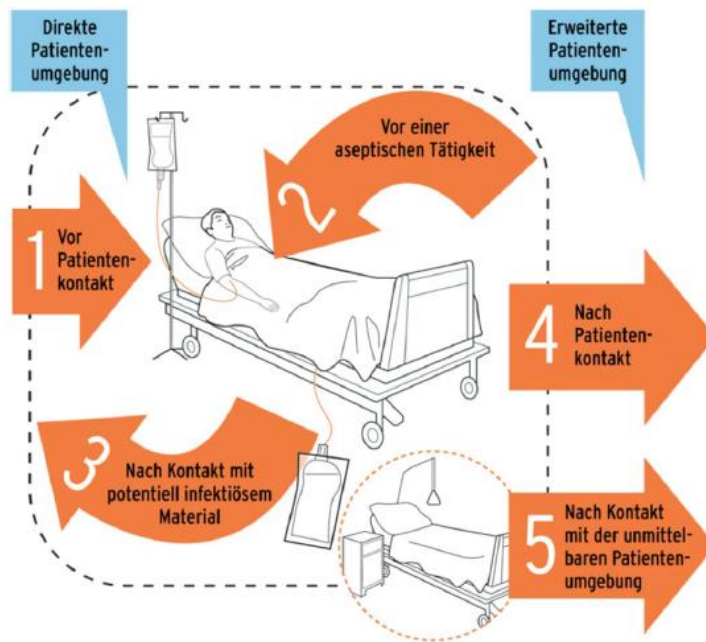 Direkte
Patienten-
umgebung
Erweiterte
Patienten-
umgebung
Vor einer
aseptischen Tätigkeit
2
1
Vor
Patienten-
kontakt
4
Nach
Patienten-
kontakt
3
Nach Kontakt mit
potentiell infektiösem
Material
5
Nach Kontakt
mit der unmittel-
baren Patienten-
umgebung